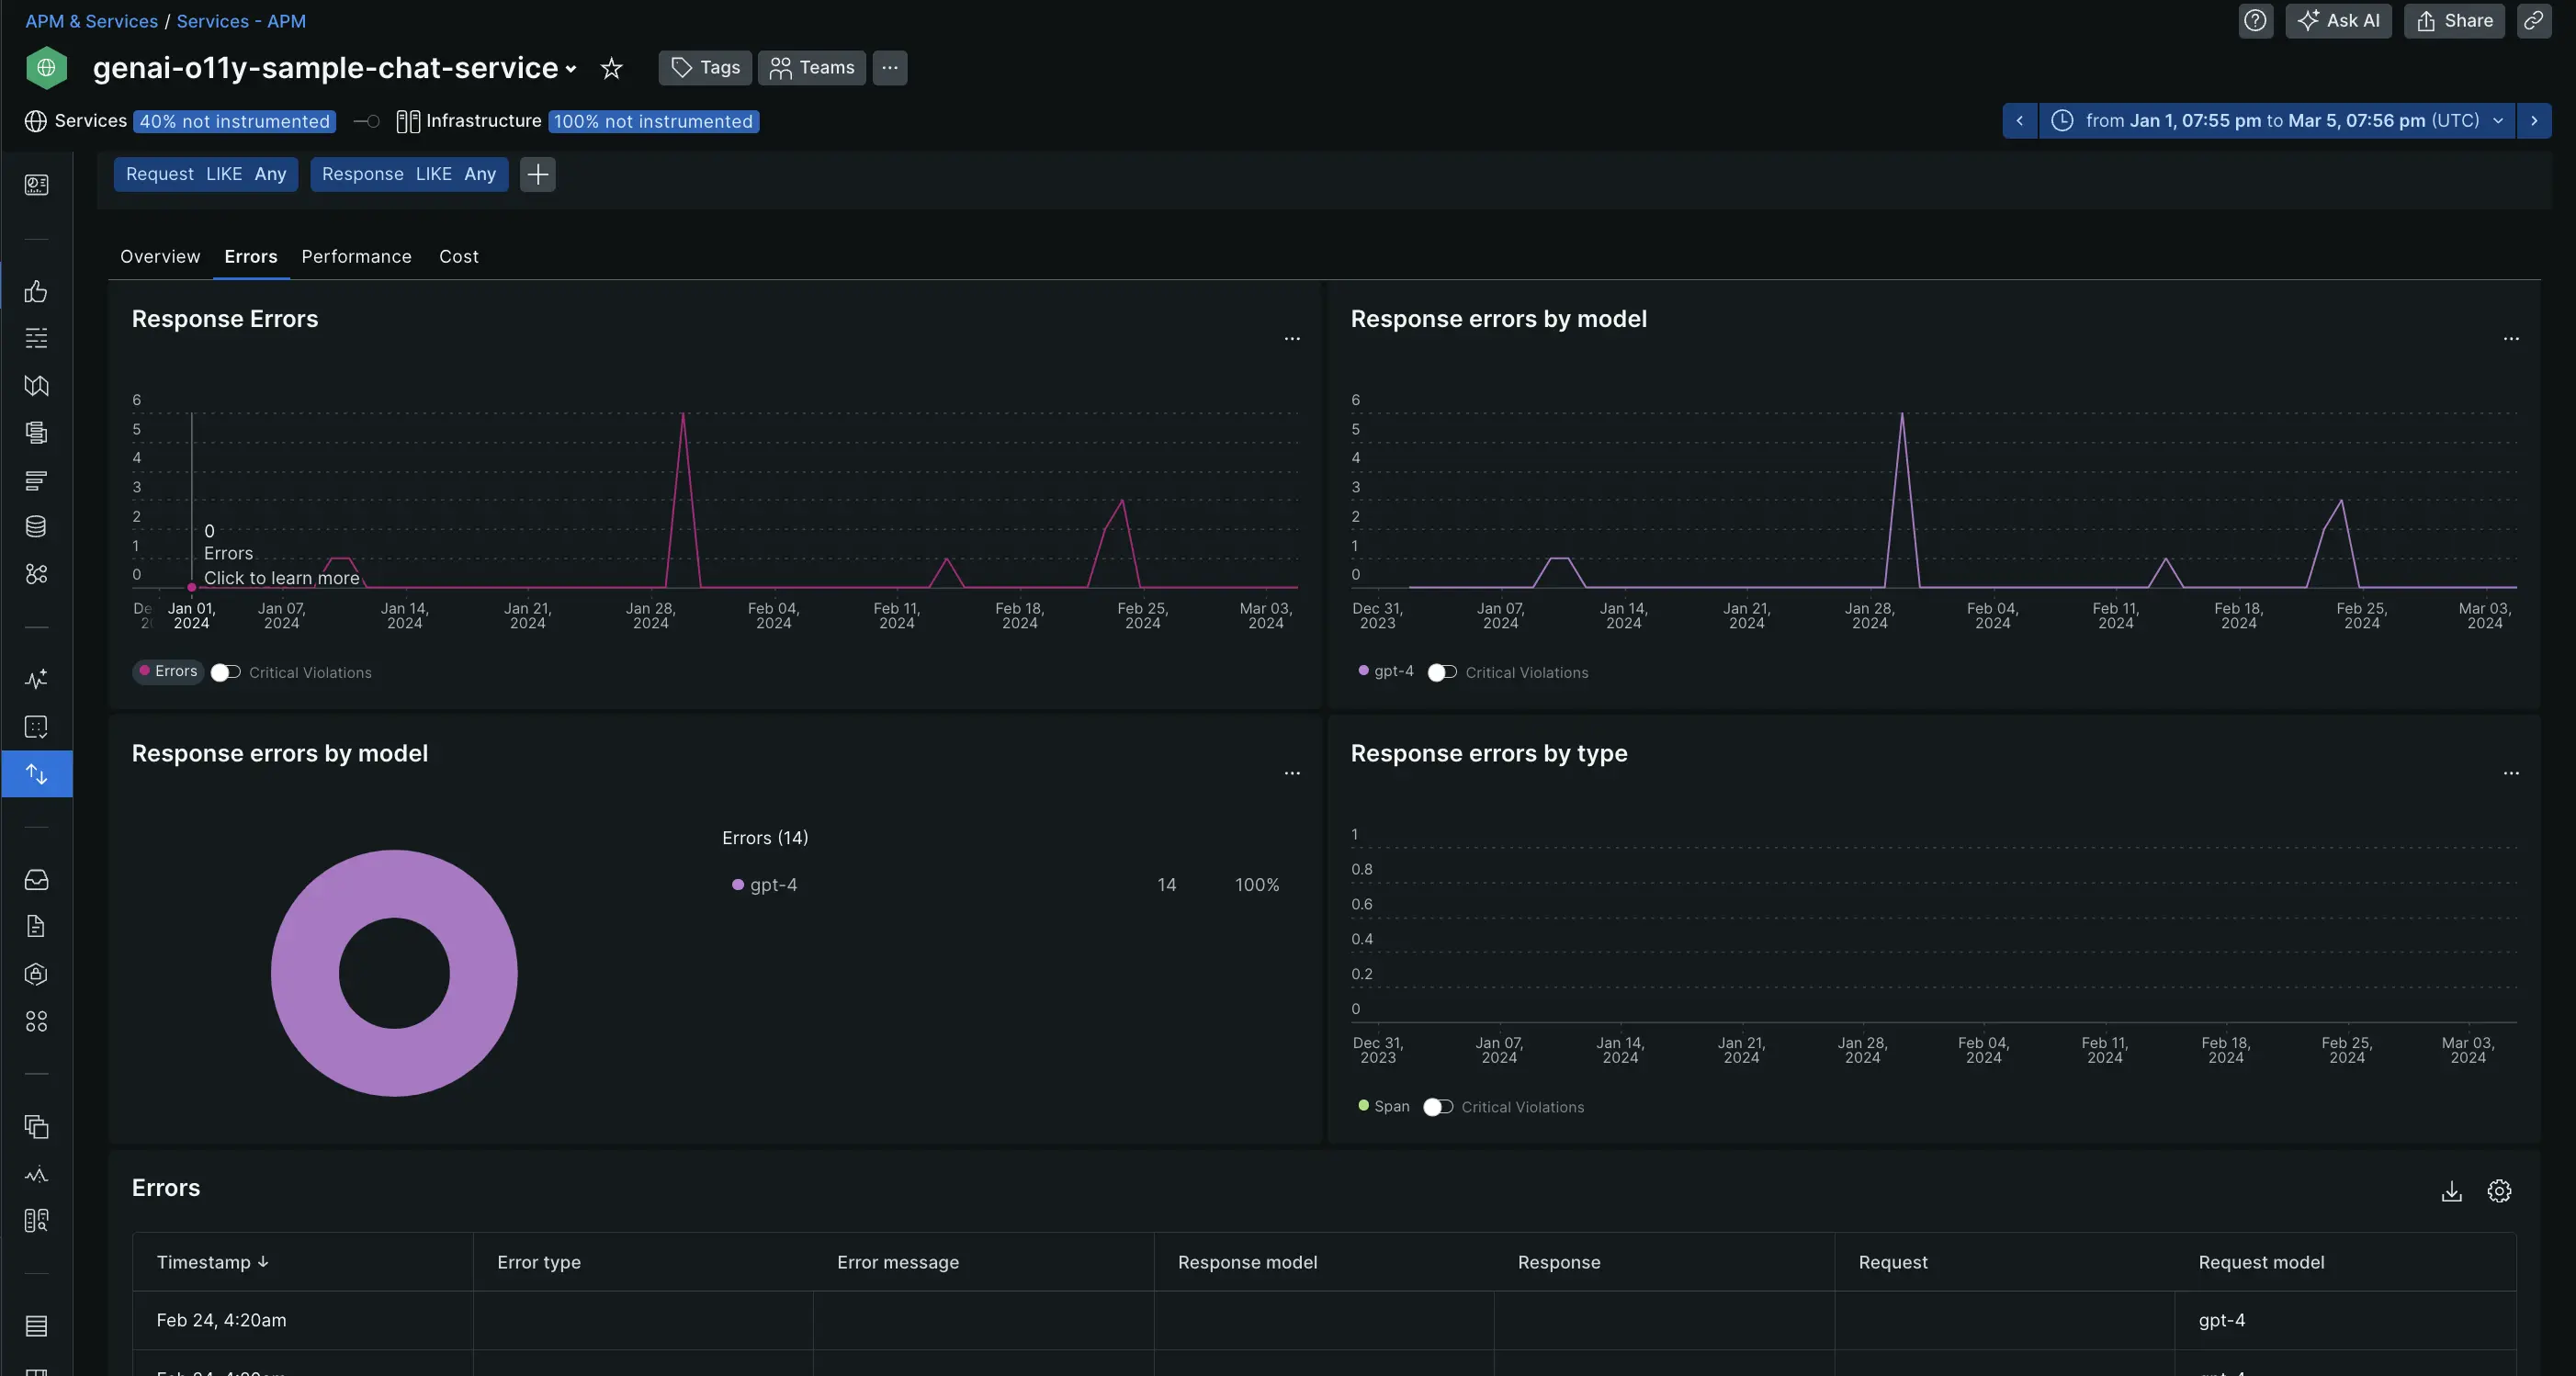 APM & Services / Services - APM
Ask AI
Share
genai-o11y-sample-chat-service
Tags
Teams
Services 40% not instrumented
Infrastructure 100% not instrumented
from Jan 1, 07:55 pm to Mar 5, 07:56 pm (UTC)
Request LIKE Any
Response LIKE Any
Overview
Errors
Performance
Cost
Response Errors
6
5
4
3
2
1
0
0
Errors
Click to learn more
Jan 01, 2024
Jan 07, 2024
Jan 14, 2024
Jan 21, 2024
Jan 28, 2024
Feb 04, 2024
Feb 11, 2024
Feb 18, 2024
Feb 25, 2024
Mar 03, 2024
Errors
Critical Violations
Response errors by model
6
5
4
3
2
1
0
Dec 31, 2023
Jan 07, 2024
Jan 14, 2024
Jan 21, 2024
Jan 28, 2024
Feb 04, 2024
Feb 11, 2024
Feb 18, 2024
Feb 25, 2024
Mar 03, 2024
gpt-4
Critical Violations
Response errors by model
Errors (14)
gpt-4 14 100%
Response errors by type
1
0.8
0.6
0.4
0.2
0
Dec 31, 2023
Jan 07, 2024
Jan 14, 2024
Jan 21, 2024
Jan 28, 2024
Feb 04, 2024
Feb 11, 2024
Feb 18, 2024
Feb 25, 2024
Mar 03, 2024
Span
Critical Violations
Errors
Timestamp Error type Error message Response model Response Request Request model
Feb 24, 4:20am gpt-4